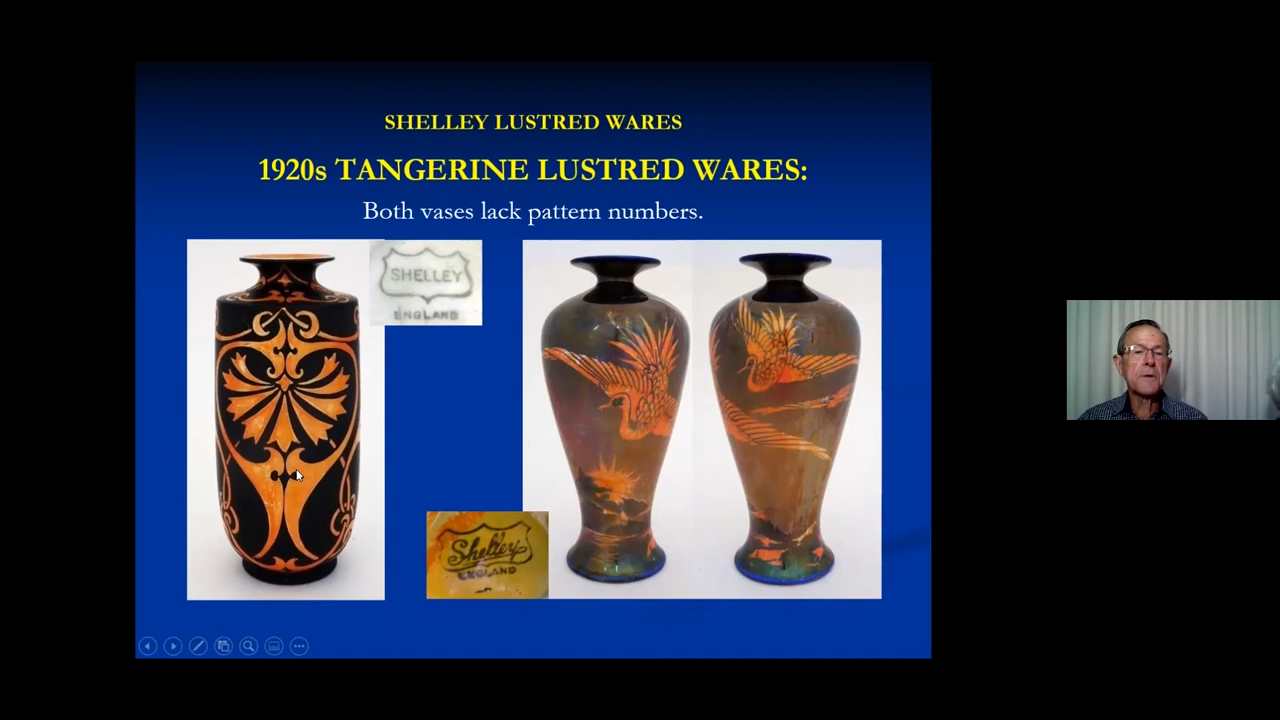 SHELLEY LUSTRED WARES
1920s TANGERINE LUSTRED WARES:
Both vases lack pattern numbers.
SHELLEY
ENGLAND
Shelley
ENGLAND